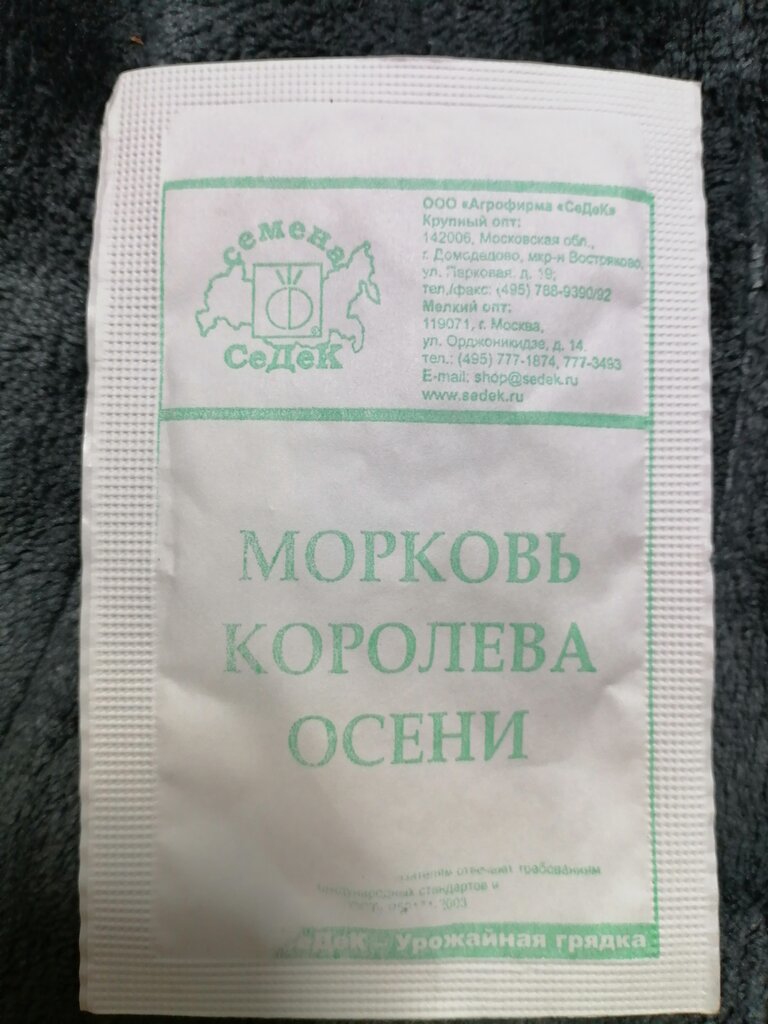 семена
СеДеК
ООО «Агрофирма «СеДеК»
Крупный опт:
142006, Московская обл.,
г. Домодедово, мкр-н Востряково,
ул. Парковая, д. 19;
тел./факс: (495) 788-9390/92
Мелкий опт:
119071, г. Москва,
ул. Орджоникидзе, д. 14.
тел.: (495) 777-1874, 777-3493
E-mail: shop@sedek.ru
www.sedek.ru
МОРКОВЬ
КОРОЛЕВА
ОСЕНИ
отвечает требованиям
международных стандартов и
2003
СеДеК – Урожайная грядка